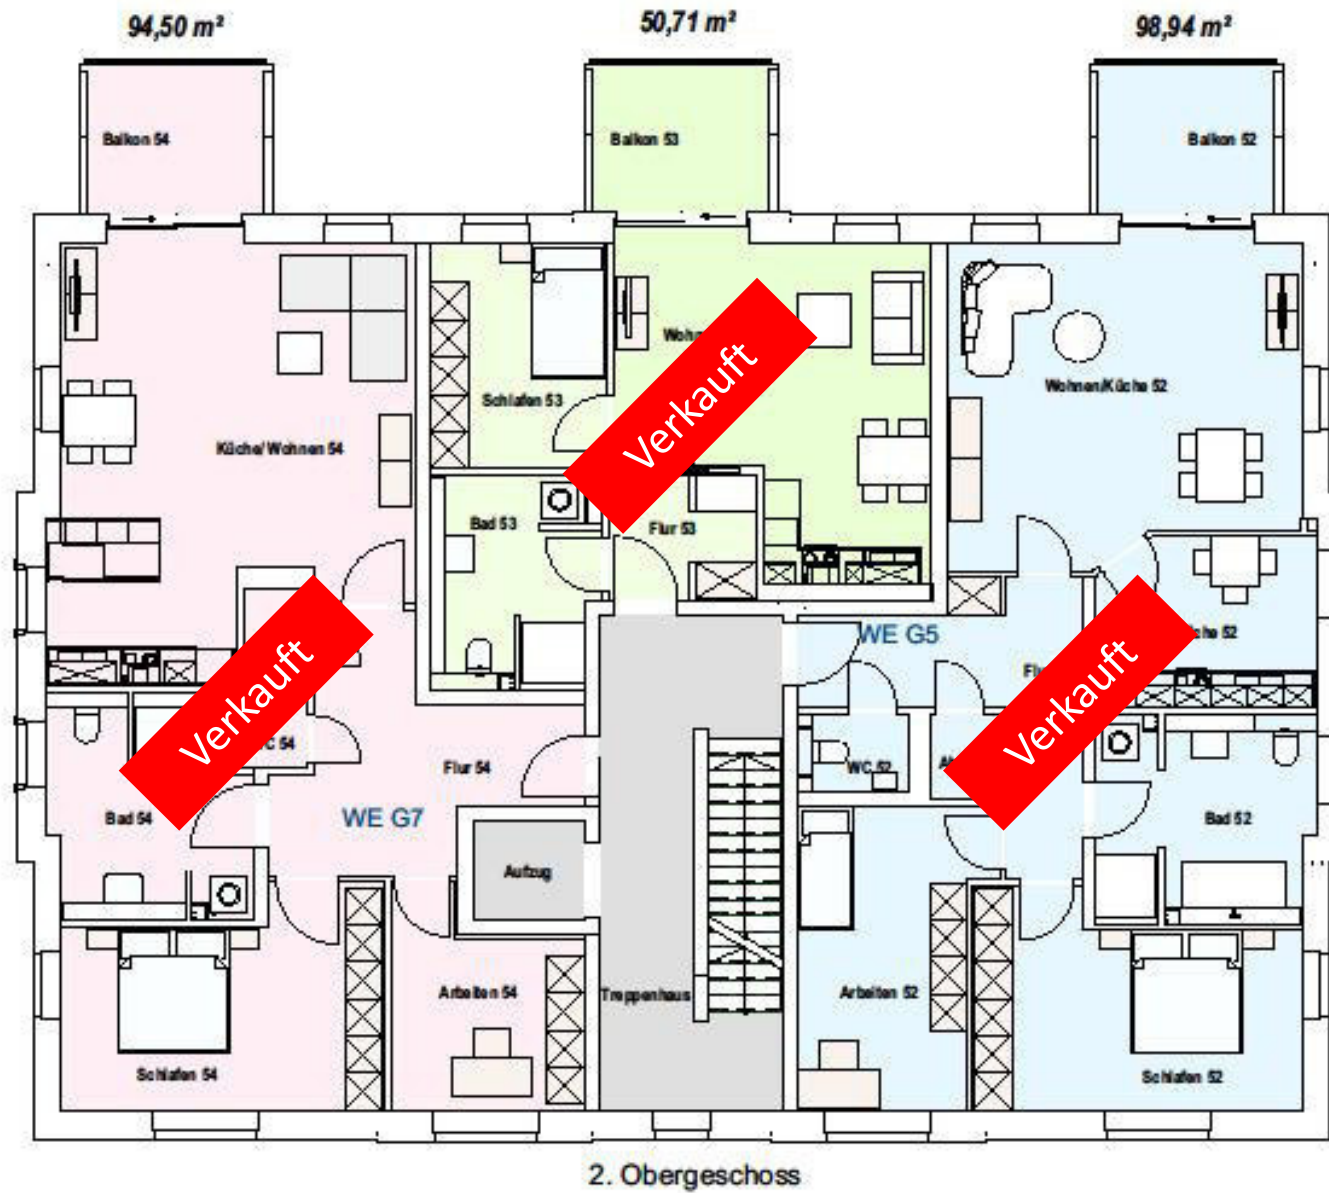 94,50 m²
50,71 m²
98,94 m²
Balkon 54
Balkon 53
Balkon 52
Küche/Wohnen 54
Schlafen 53
Verkauft
Wohnen/Küche 52
Bad 53
Flur 53
WE G5
Verkauft
Verkauft
Flur 54
WC 52
Bad 54
WE G7
Bad 52
Aufzug
Arbeiten 54
Treppenhaus
Arbeiten 52
Schlafen 54
Schlafen 52
2. Obergeschoss